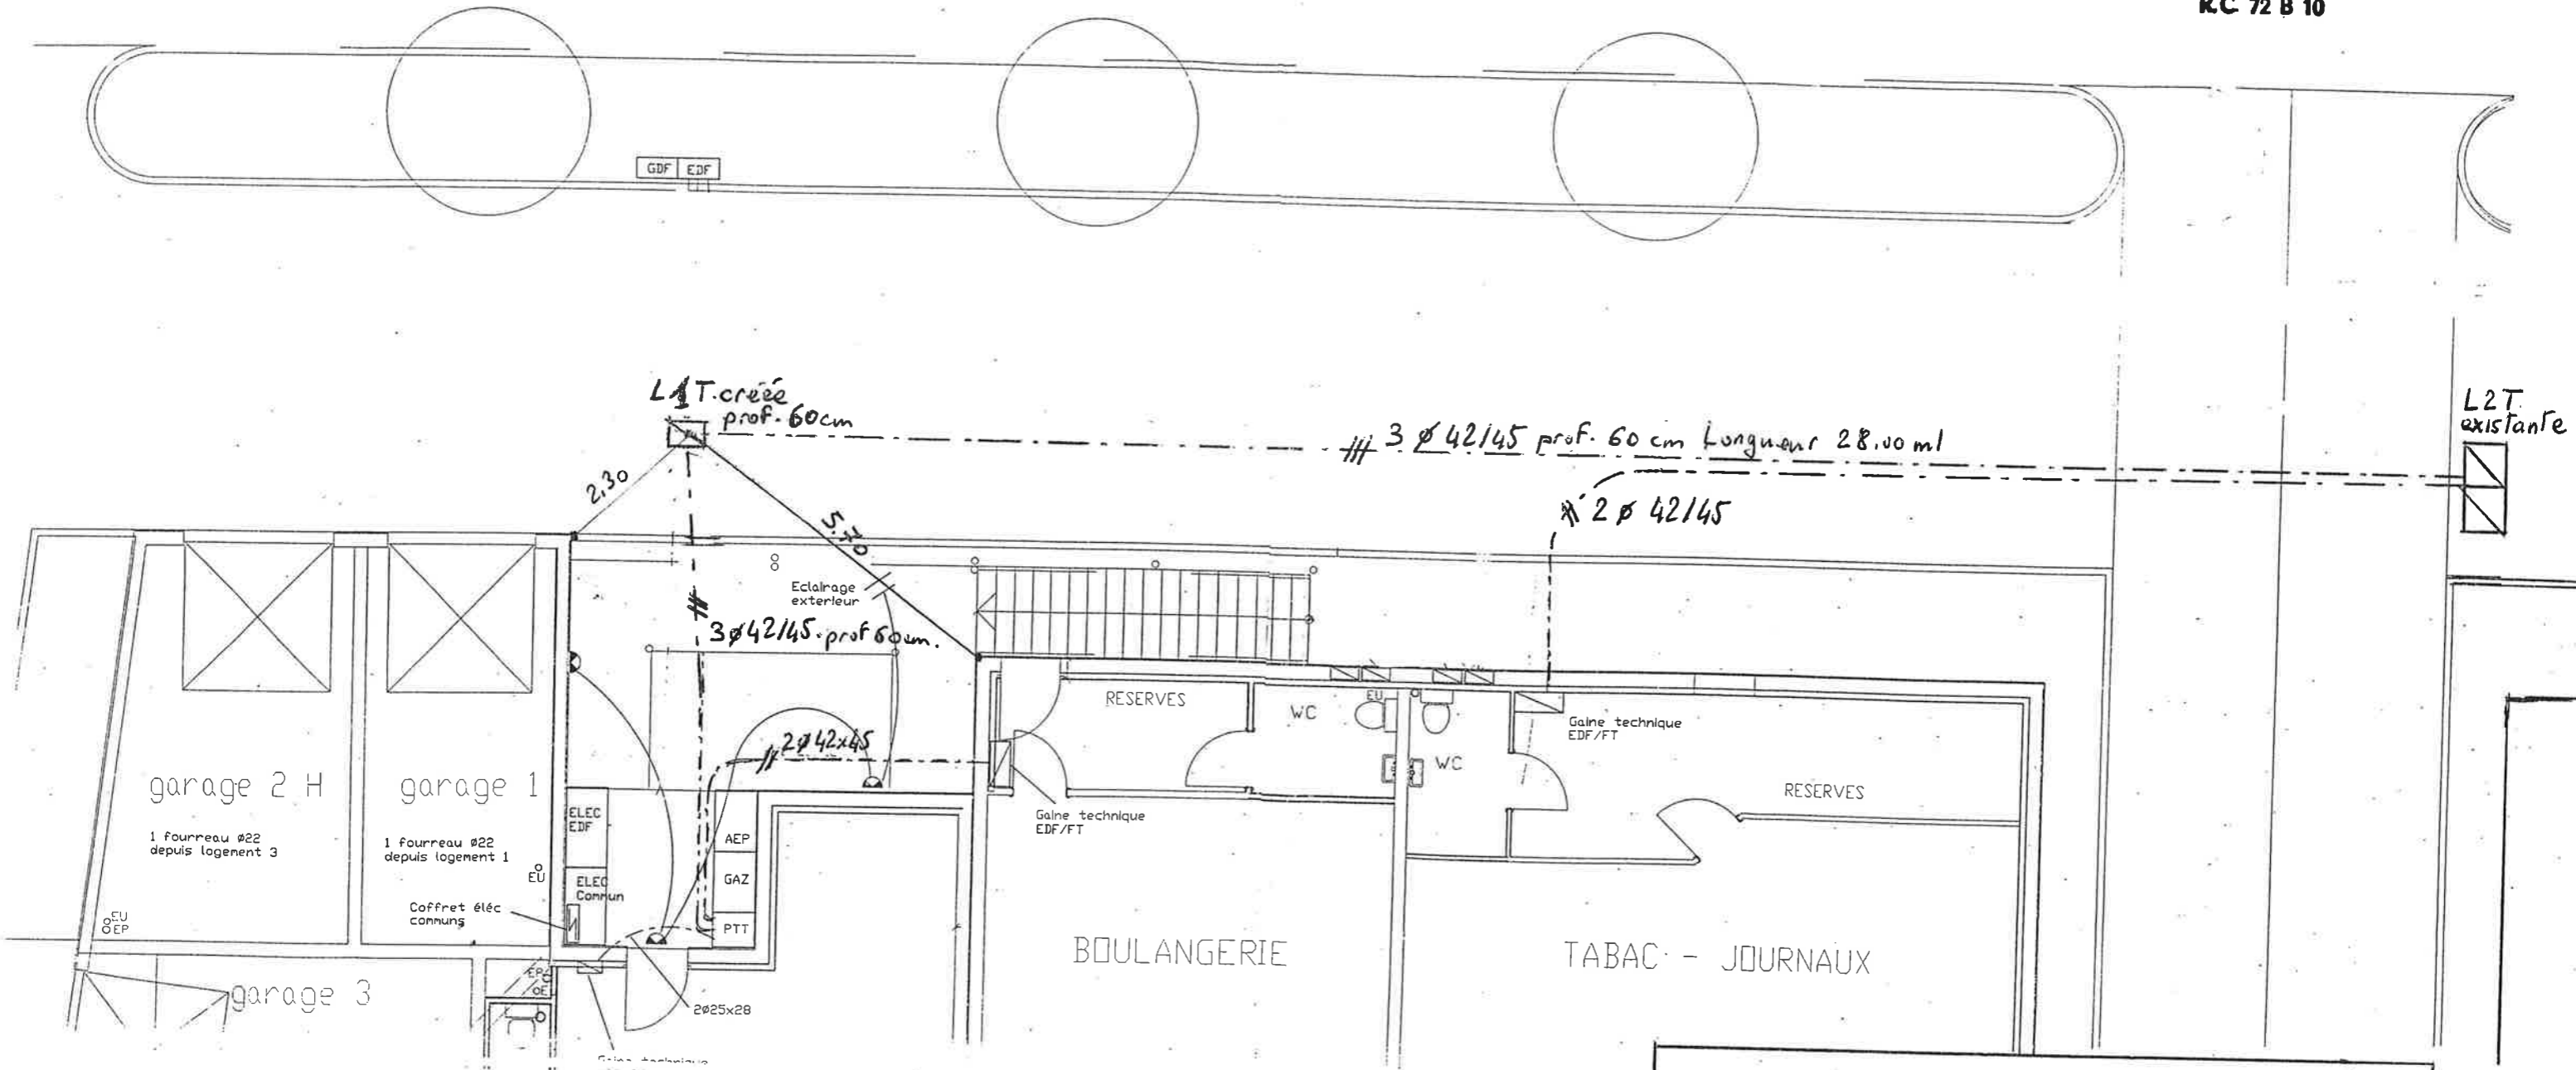 R.C. 72 B 10
GDF EDF
L1T. créée
prof. 60cm
L2T.
existante
3 ø 42/45 prof. 60 cm Longueur 28.00 ml
2,30
2 ø 42/45
5.70
Eclairage
exterieur
3ø42/45. prof 60cm.
RESERVES
EU
WC
Gaine technique
EDF/FT
2ø42x45
WC
garage 2 H
garage 1
RESERVES
ELEC
EDF
Gaine technique
EDF/FT
1 fourreau ø22
depuis logement 3
1 fourreau ø22
depuis logement 1
AEP
EU
ELEC
Commun
GAZ
Coffret éléc
communs
EU
EP
PTT
BOULANGERIE
TABAC - JOURNAUX
EP
garage 3
2ø25x28
Gaine technique